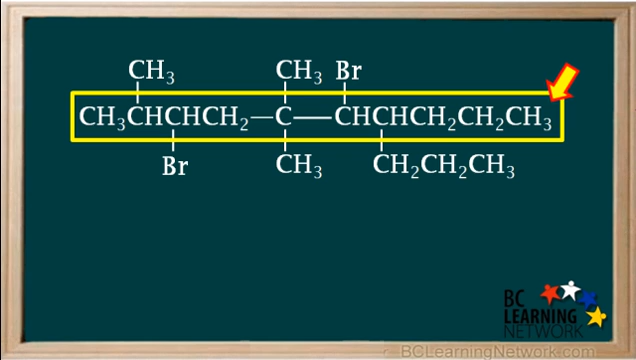 CH₃ CH₃ Br
CH₃CHCHCH₂—C—CHCHCH₂CH₂CH₃
Br CH₃ CH₂CH₂CH₃
BC
LEARNING
NETWORK
BCLearningNetwork.com